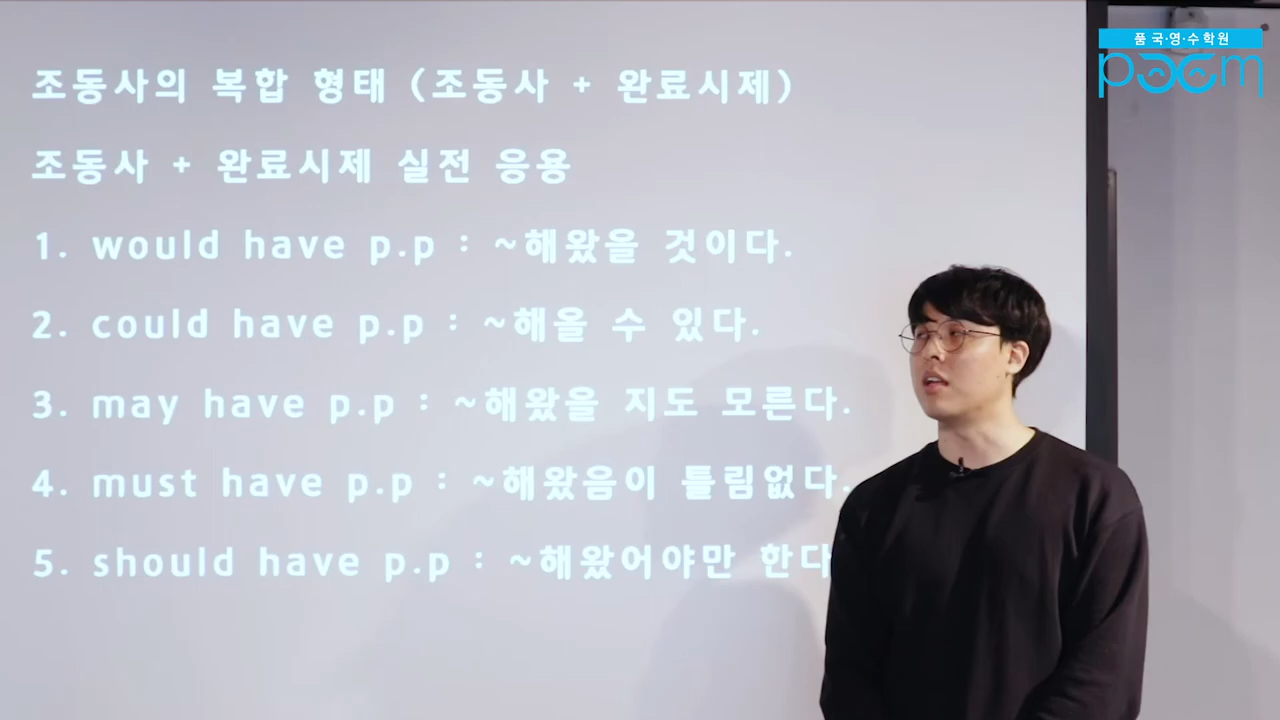 조동사의 복합 형태 (조동사 + 완료시제)
조동사 + 완료시제 실전 응용
1. would have p.p : ~해왔을 것이다.
2. could have p.p : ~해올 수 있다.
3. may have p.p : ~해왔을 지도 모른다.
4. must have p.p : ~해왔음이 틀림없다.
5. should have p.p : ~해왔어야만 한다
품 국·영·수 학원
poem